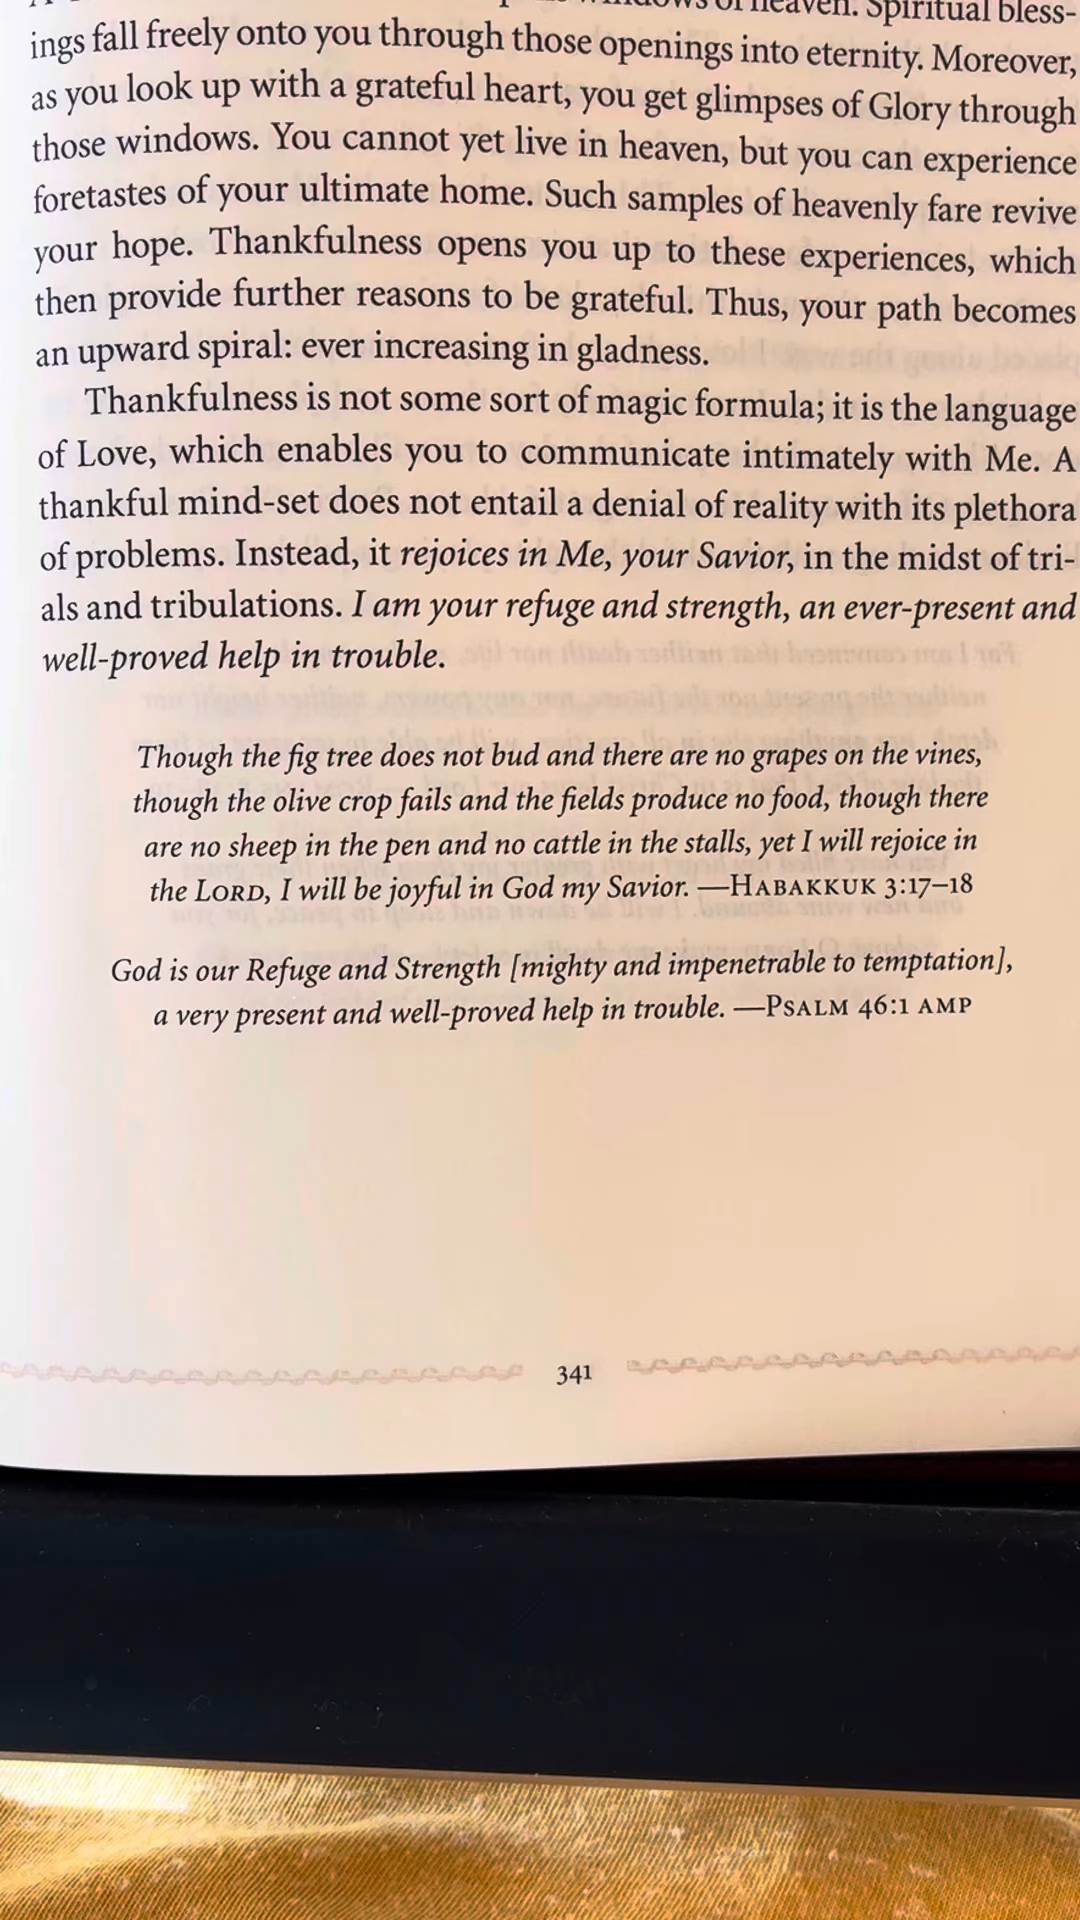 of heaven. Spiritual bless-
ings fall freely onto you through those openings into eternity. Moreover,
as you look up with a grateful heart, you get glimpses of Glory through
those windows. You cannot yet live in heaven, but you can experience
foretastes of your ultimate home. Such samples of heavenly fare revive
your hope. Thankfulness opens you up to these experiences, which
then provide further reasons to be grateful. Thus, your path becomes
an upward spiral: ever increasing in gladness.
Thankfulness is not some sort of magic formula; it is the language
of Love, which enables you to communicate intimately with Me. A
thankful mind-set does not entail a denial of reality with its plethora
of problems. Instead, it rejoices in Me, your Savior, in the midst of tri-
als and tribulations. I am your refuge and strength, an ever-present and
well-proved help in trouble.
Though the fig tree does not bud and there are no grapes on the vines,
though the olive crop fails and the fields produce no food, though there
are no sheep in the pen and no cattle in the stalls, yet I will rejoice in
the LORD, I will be joyful in God my Savior. —HABAKKUK 3:17–18
God is our Refuge and Strength [mighty and impenetrable to temptation],
a very present and well-proved help in trouble. —PSALM 46:1 AMP
341